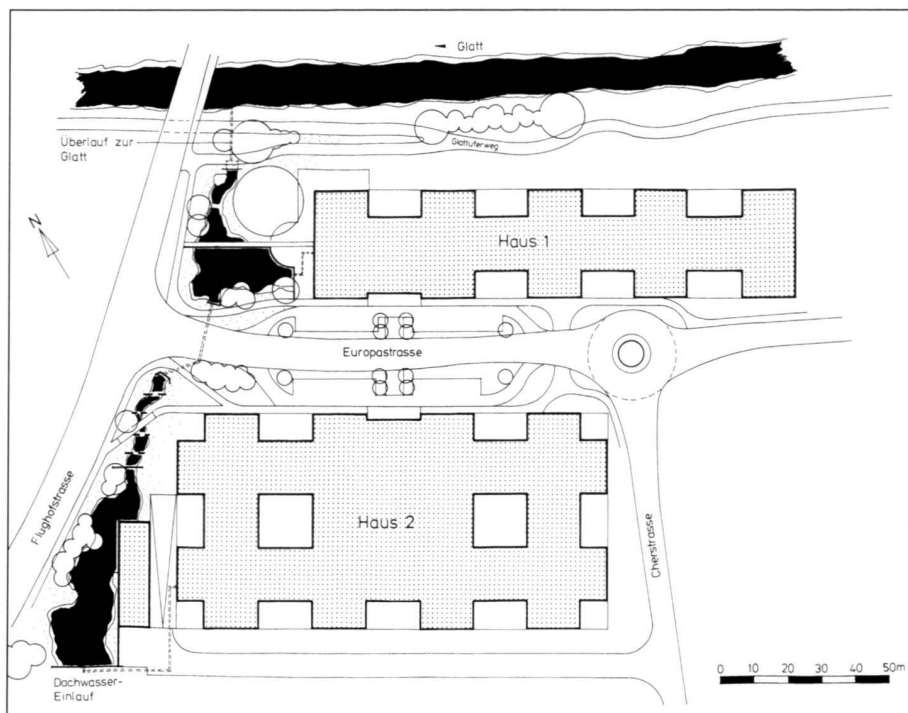 Glatt
Überlauf zur
Glatt
Glattuferweg
N
Haus 1
Europastrasse
Flughofstrasse
Haus 2
Cherstrasse
Dachwasser-
Einlauf
0 10 20 30 40 50m